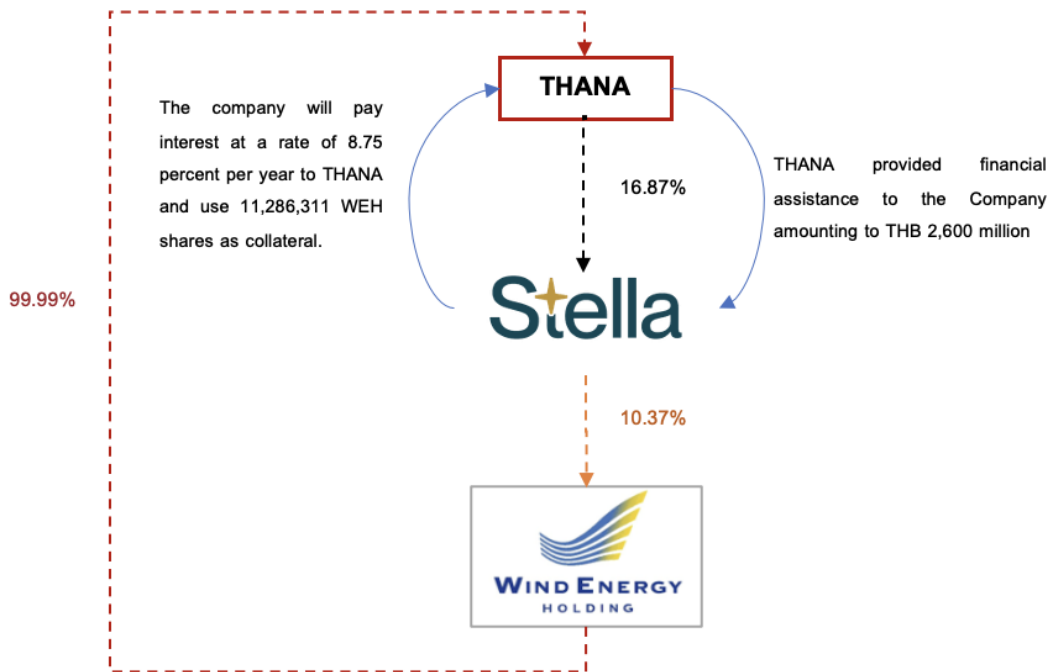 THANA
The company will pay
interest at a rate of 8.75
percent per year to THANA
and use 11,286,311 WEH
shares as collateral.
16.87%
THANA provided financial
assistance to the Company
amounting to THB 2,600 million
99.99%
Stella
10.37%
WIND ENERGY
HOLDING